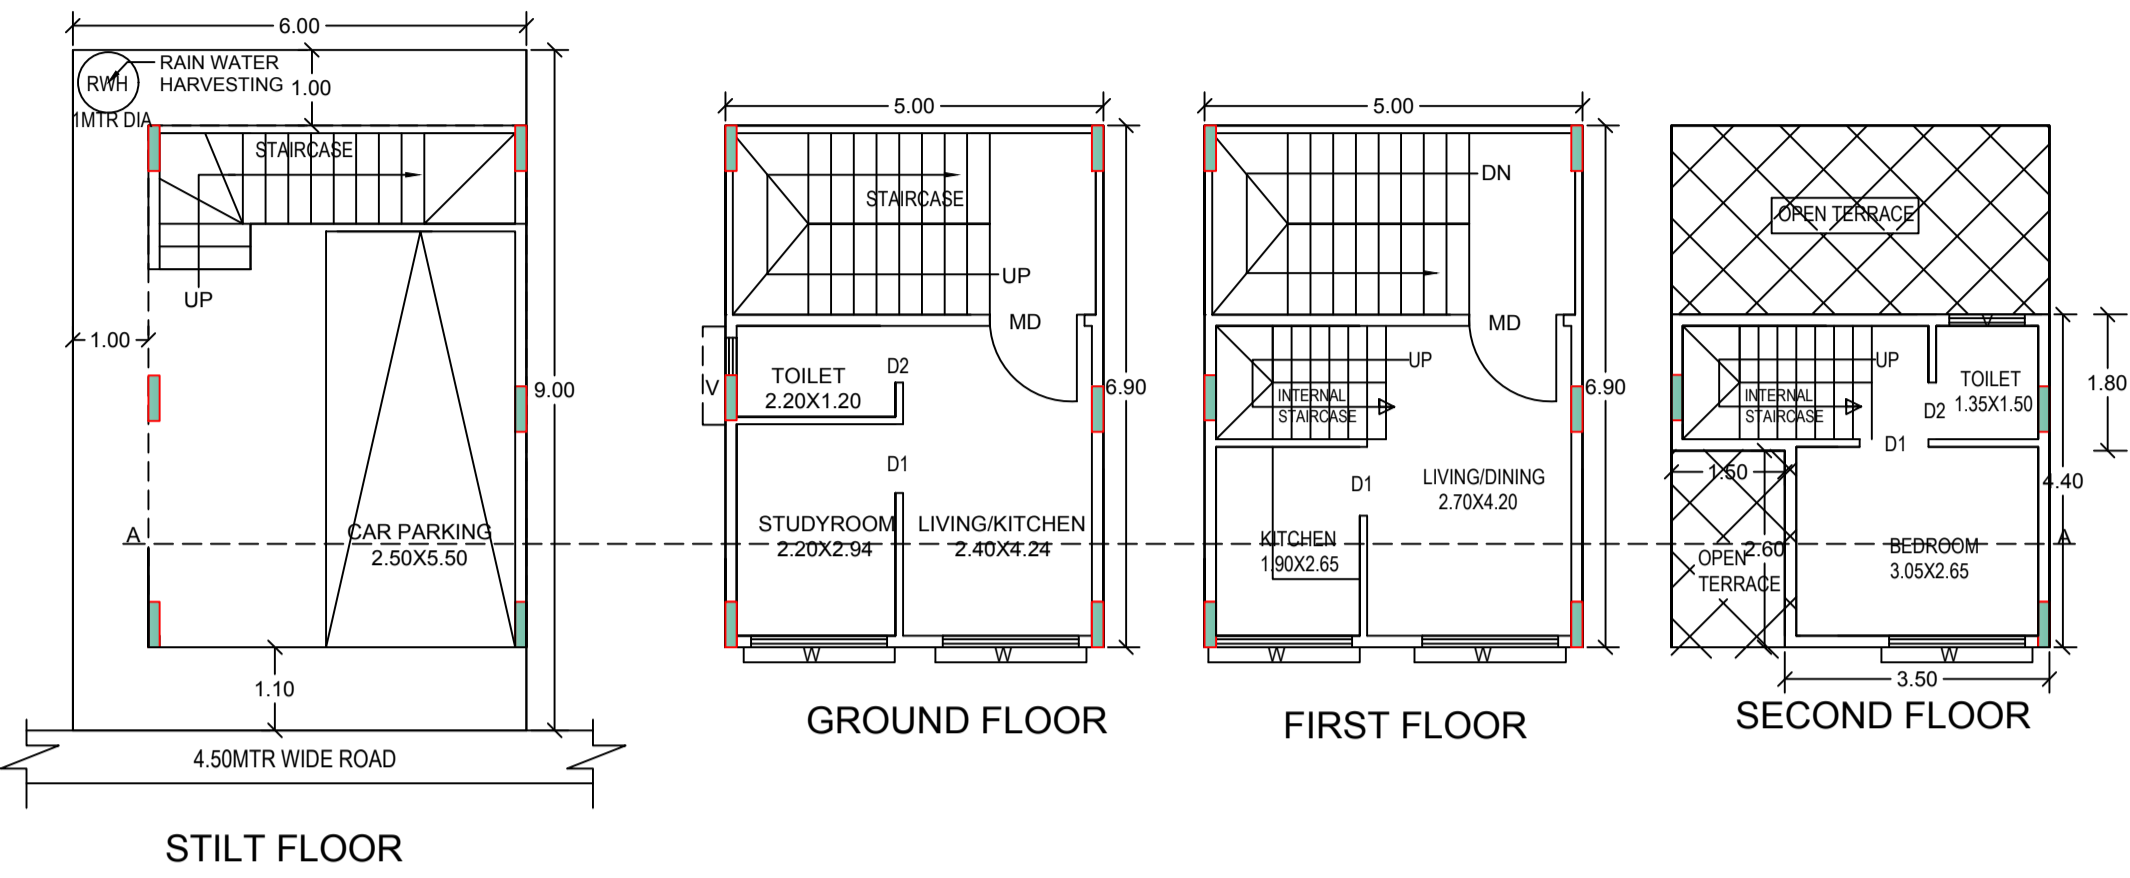 6.00
RWH
RAIN WATER
HARVESTING
1.00
1MTR DIA
STAIRCASE
UP
1.00
9.00
A
CAR PARKING
2.50X5.50
1.10
4.50MTR WIDE ROAD
STILT FLOOR
5.00
STAIRCASE
UP
MD
6.90
V
TOILET
2.20X1.20
D2
D1
STUDYROOM
2.20X2.94
LIVING/KITCHEN
2.40X4.24
W
W
GROUND FLOOR
5.00
DN
MD
6.90
UP
INTERNAL
STAIRCASE
D1
LIVING/DINING
2.70X4.20
KITCHEN
1.90X2.65
W
W
FIRST FLOOR
OPEN TERRACE
V
UP
INTERNAL
STAIRCASE
TOILET
1.35X1.50
D2
D1
1.80
1.50
4.40
2.60
OPEN
TERRACE
BEDROOM
3.05X2.65
A
W
3.50
SECOND FLOOR